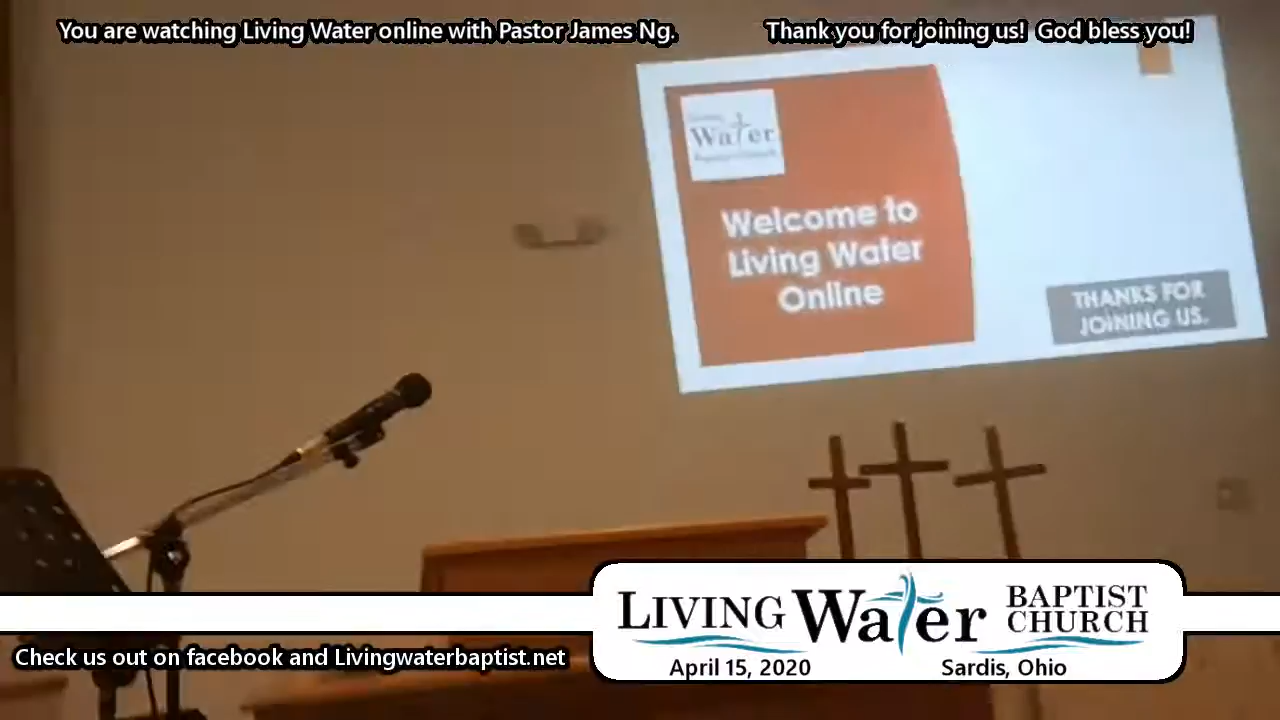 You are watching Living Water online with Pastor James Ng.
Thank you for joining us! God bless you!
Water
Welcome to
Living Water
Online
THANKS FOR
JOINING US.
LIVING Water BAPTIST
CHURCH
April 15, 2020
Sardis, Ohio
Check us out on facebook and Livingwaterbaptist.net